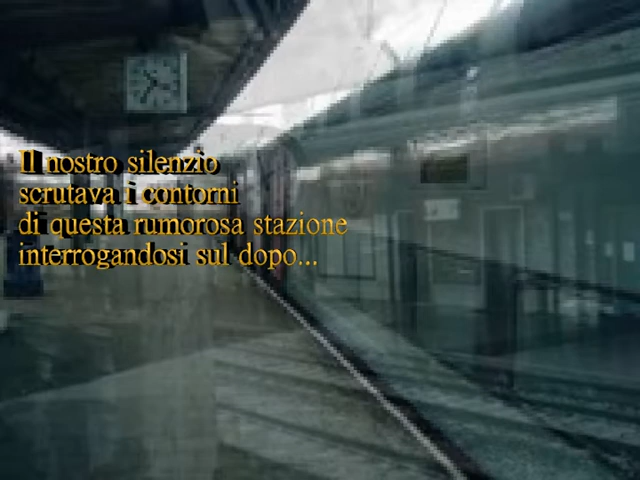 Il nostro silenzio
scrutava i contorni
di questa rumorosa stazione
interrogandosi sul dopo...